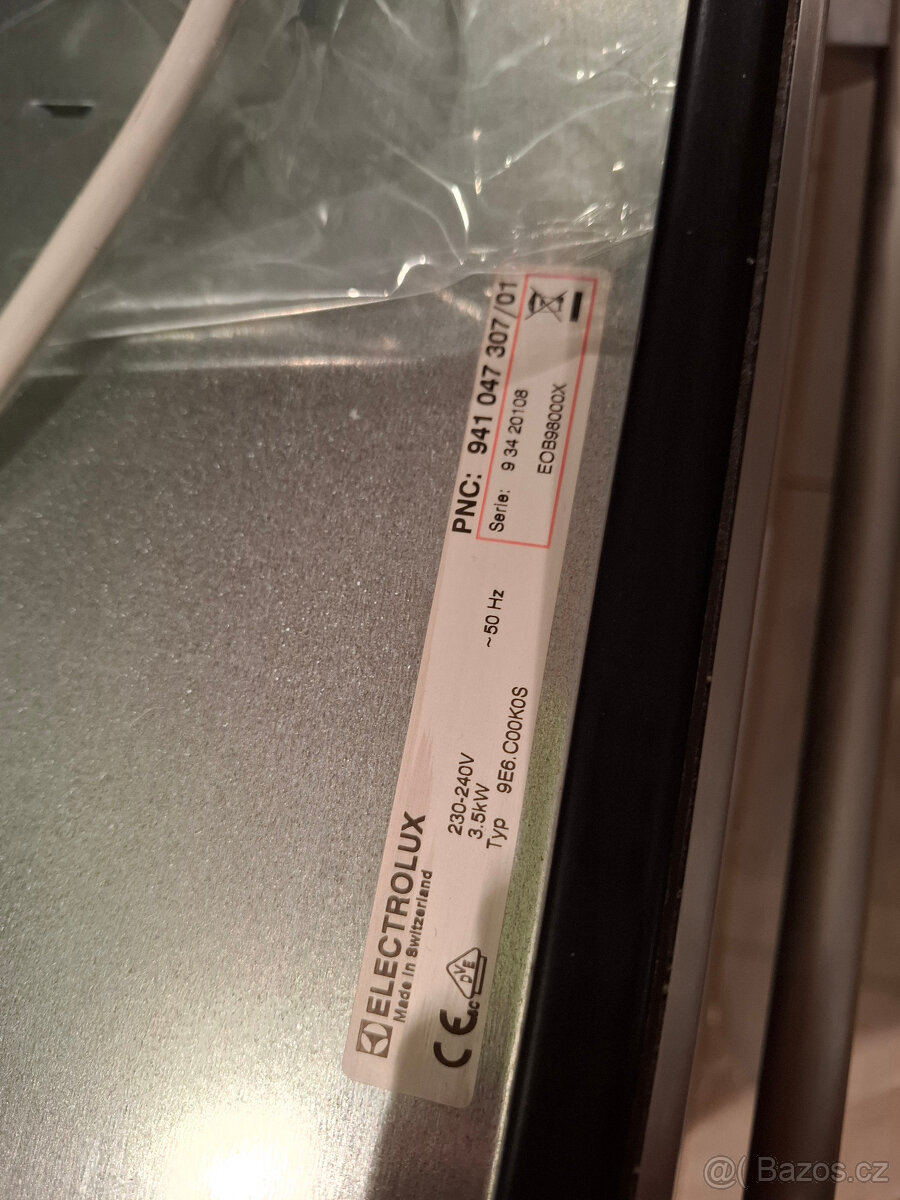 ELECTROLUX
Made in Switzerland
PNC: 941 047 307/01
230-240V ~50 Hz
3.5kW
Serie: 9 34 20108
Typ 9E6.C00K0S
EOB98000X
CE DVE
@( Bazos.cz